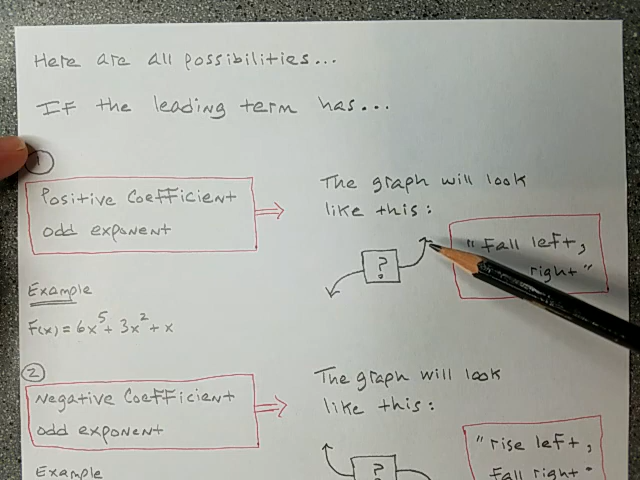 Here are all possibilities...
If the leading term has...
1
Positive Coefficient
odd exponent
The graph will look
like this:
?
"Fall left,
right"
Example
F(x) = 6x⁵ + 3x² + x
2
Negative Coefficient
odd exponent
The graph will look
like this:
?
"rise left,
Fall right"
Example